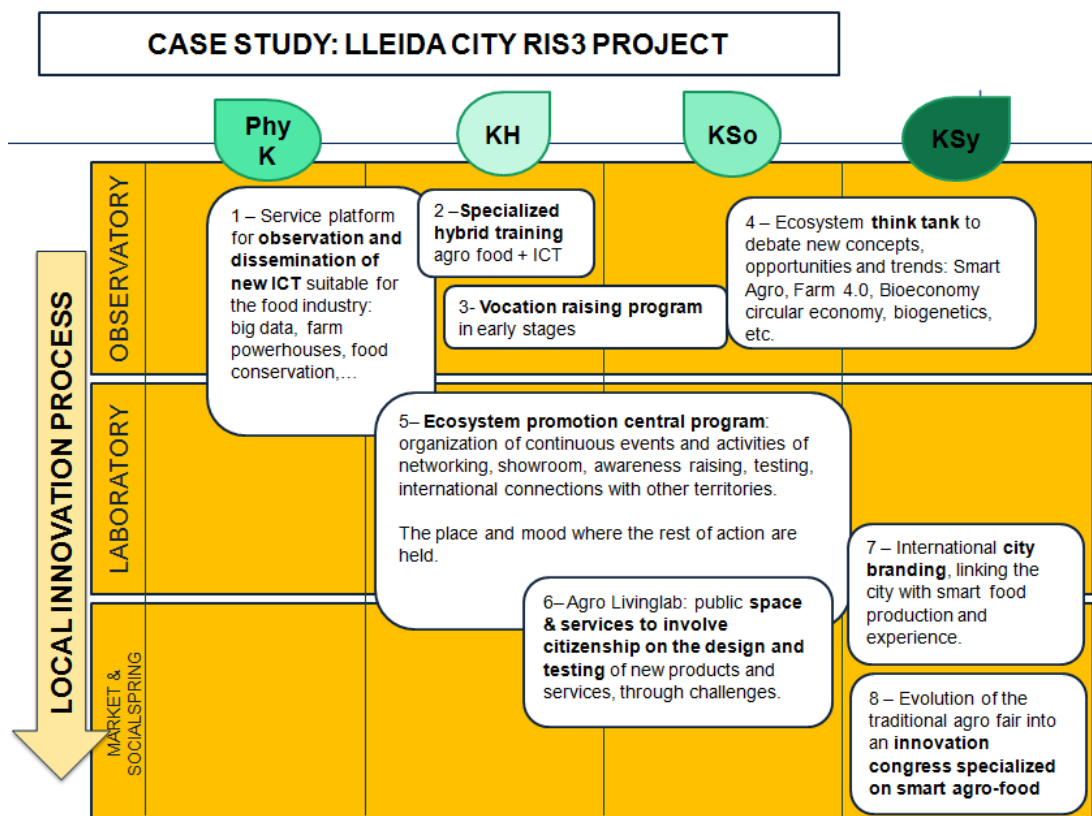 CASE STUDY: LLEIDA CITY RIS3 PROJECT
Phy
K
KH
KSo
KSy
LOCAL INNOVATION PROCESS
OBSERVATORY
1 – Service platform
for observation and
dissemination of
new ICT suitable for
the food industry:
big data, farm
powerhouses, food
conservation,…
2 –Specialized
hybrid training
agro food + ICT
3- Vocation raising program
in early stages
4 – Ecosystem think tank to
debate new concepts,
opportunities and trends: Smart
Agro, Farm 4.0, Bioeconomy
circular economy, biogenetics,
etc.
LABORATORY
5– Ecosystem promotion central program:
organization of continuous events and activities of
networking, showroom, awareness raising, testing,
international connections with other territories.
The place and mood where the rest of action are
held.
6– Agro Livinglab: public space
& services to involve
citizenship on the design and
testing of new products and
services, through challenges.
7 – International city
branding, linking the
city with smart food
production and
experience.
MARKET &
SOCIALSPRING
8 – Evolution of the
traditional agro fair into
an innovation
congress specialized
on smart agro-food